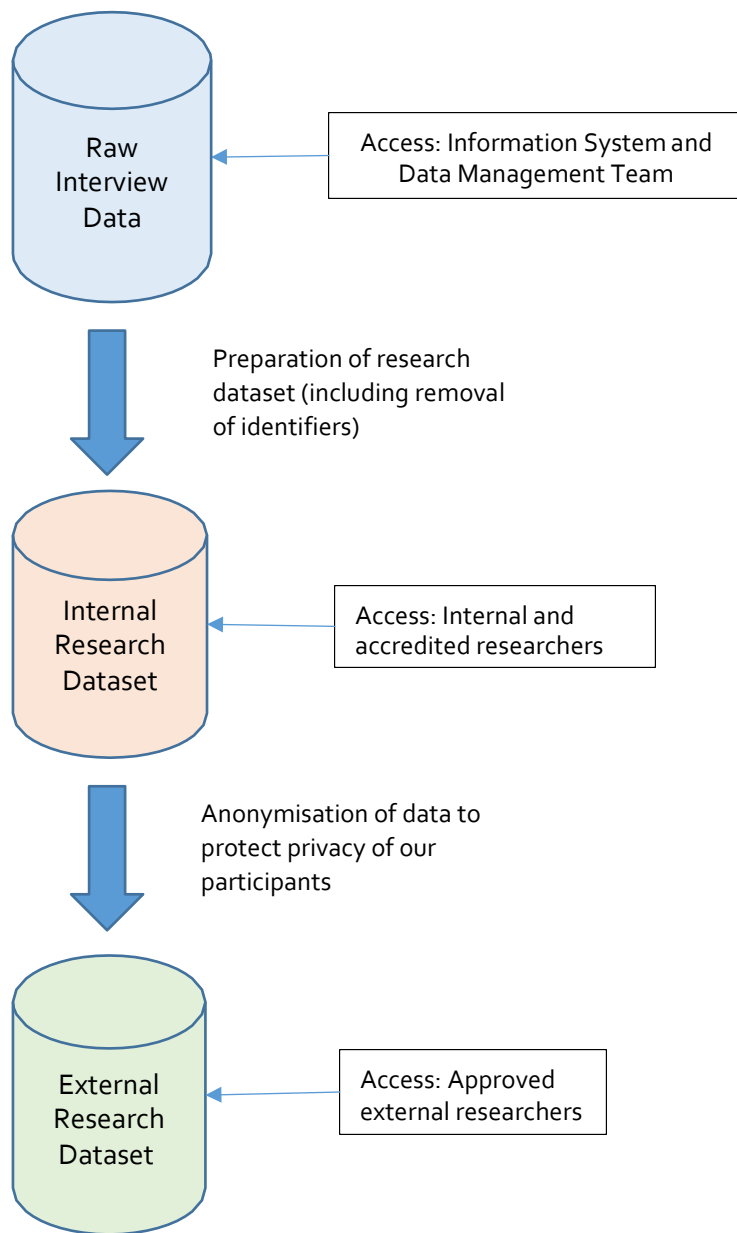 Raw
Interview
Data
Access: Information System and
Data Management Team
Preparation of research
dataset (including removal
of identifiers)
Internal
Research
Dataset
Access: Internal and
accredited researchers
Anonymisation of data to
protect privacy of our
participants
External
Research
Dataset
Access: Approved
external researchers